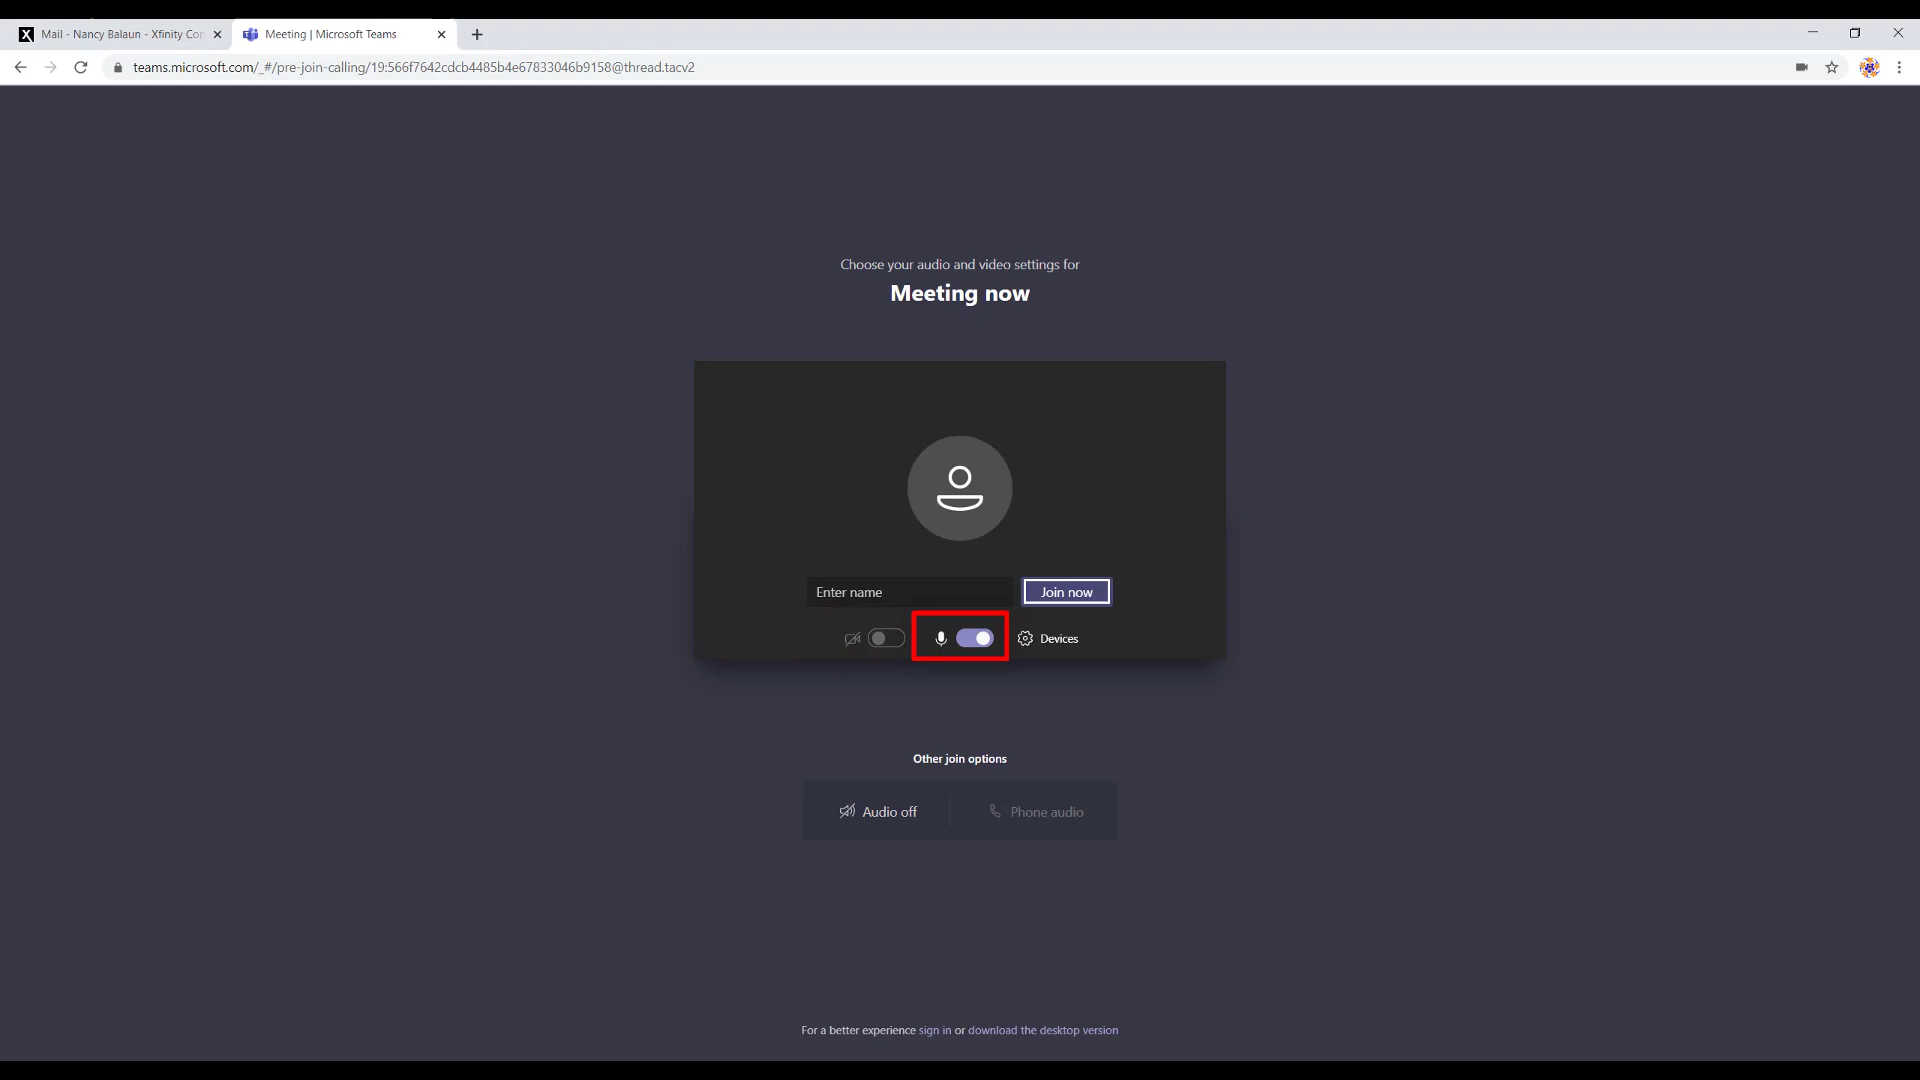 Mail - Nancy Balaun - Xfinity Con
Meeting | Microsoft Teams
teams.microsoft.com/_#/pre-join-calling/19:566f7642cdcb4485b4e67833046b9158@thread.tacv2
Choose your audio and video settings for
Meeting now
Enter name
Join now
Devices
Other join options
Audio off
Phone audio
For a better experience sign in or download the desktop version